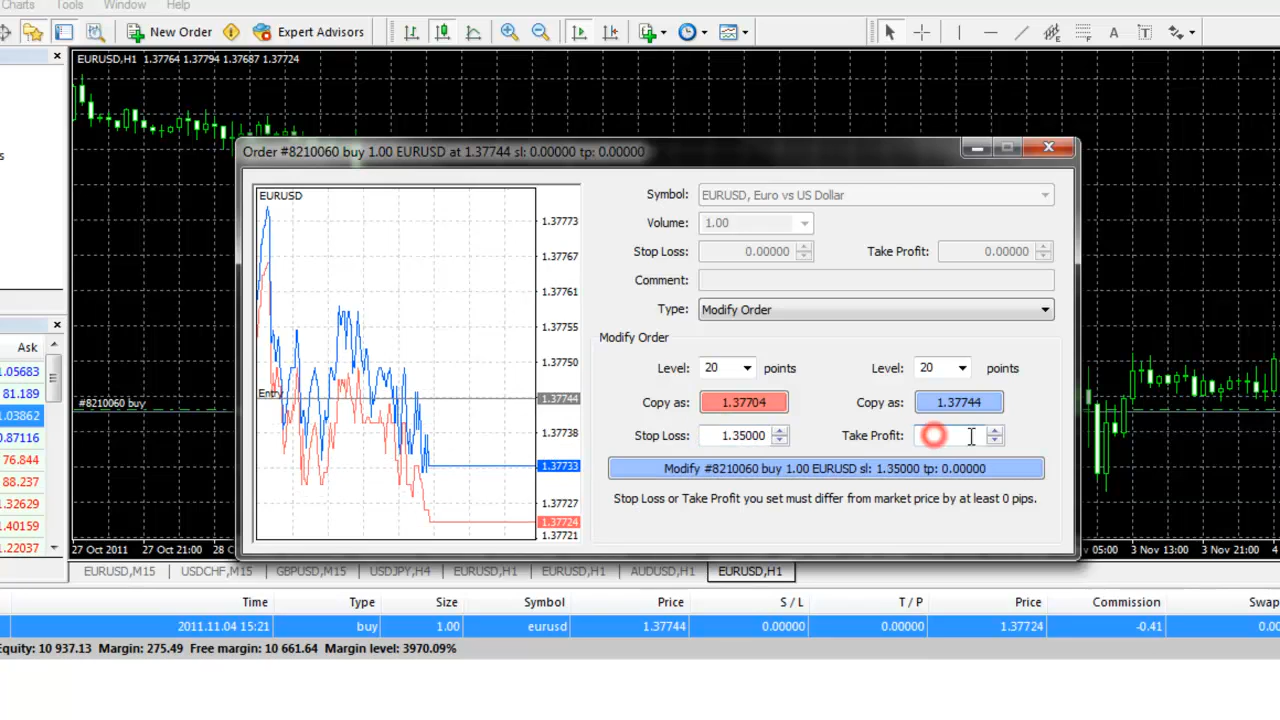 Charts Tools Window Help
New Order Expert Advisors
EURUSD,H1 1.37764 1.37794 1.37687 1.37724
Order #8210060 buy 1.00 EURUSD at 1.37744 sl: 0.00000 tp: 0.00000
EURUSD
1.37773
1.37767
1.37761
1.37755
1.37750
Entry
1.37744
1.37738
1.37733
1.37727
1.37724
1.37721
Symbol: EURUSD, Euro vs US Dollar
Volume: 1.00
Stop Loss: 0.00000 Take Profit: 0.00000
Comment:
Type: Modify Order
Modify Order
Level: 20 points Level: 20 points
Copy as: 1.37704 Copy as: 1.37744
Stop Loss: 1.35000 Take Profit:
Modify #8210060 buy 1.00 EURUSD sl: 1.35000 tp: 0.00000
Stop Loss or Take Profit you set must differ from market price by at least 0 pips.
s
Ask
1.05683
81.189
1.03862
0.87116
76.844
88.237
1.32629
1.40159
1.22037
#8210060 buy
27 Oct 2011 27 Oct 21:00 28 05:00 3 Nov 13:00 3 Nov 21:00 4
EURUSD,M15 USDCHF,M15 GBPUSD,M15 USDJPY,H4 EURUSD,H1 EURUSD,H1 AUDUSD,H1 EURUSD,H1
Time Type Size Symbol Price S / L T / P Price Commission Swap
2011.11.04 15:21 buy 1.00 eurusd 1.37744 0.00000 0.00000 1.37724 -0.41 0.00
Equity: 10 937.13 Margin: 275.49 Free margin: 10 661.64 Margin level: 3970.09%